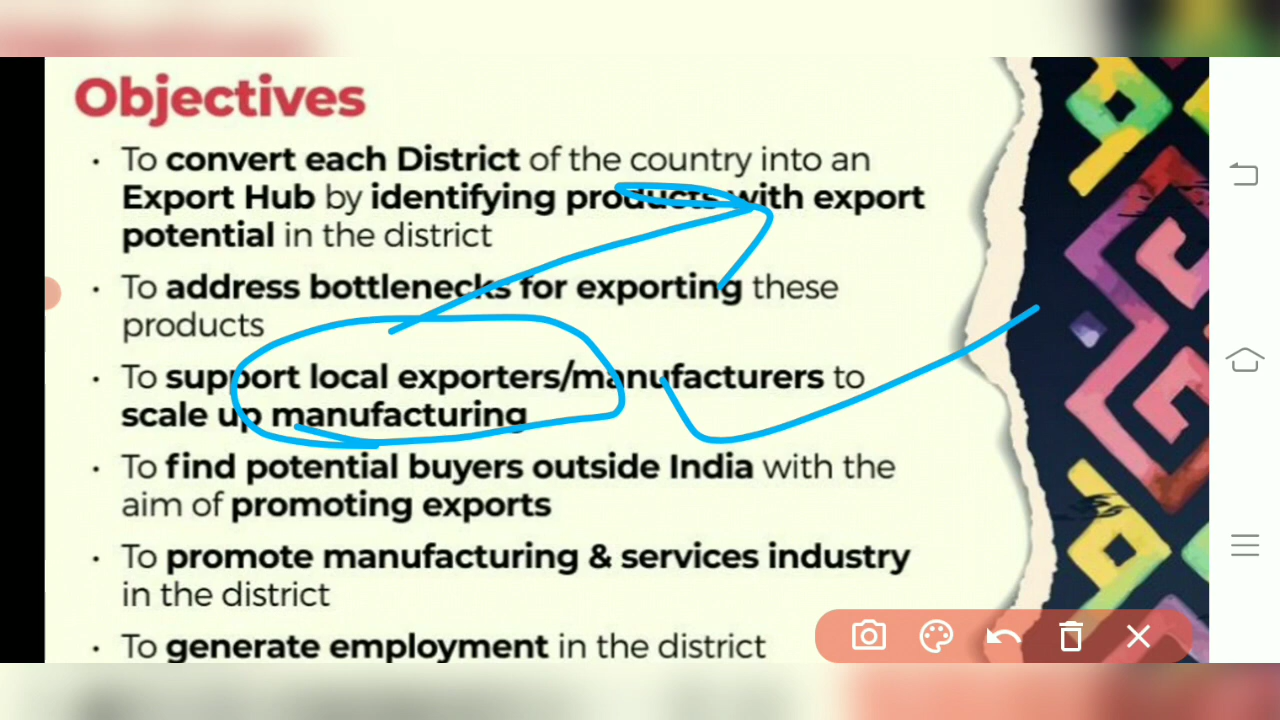 Objectives
• To convert each District of the country into an
Export Hub by identifying products with export
potential in the district
• To address bottlenecks for exporting these
products
• To support local exporters/manufacturers to
scale up manufacturing
• To find potential buyers outside India with the
aim of promoting exports
• To promote manufacturing & services industry
in the district
• To generate employment in the district